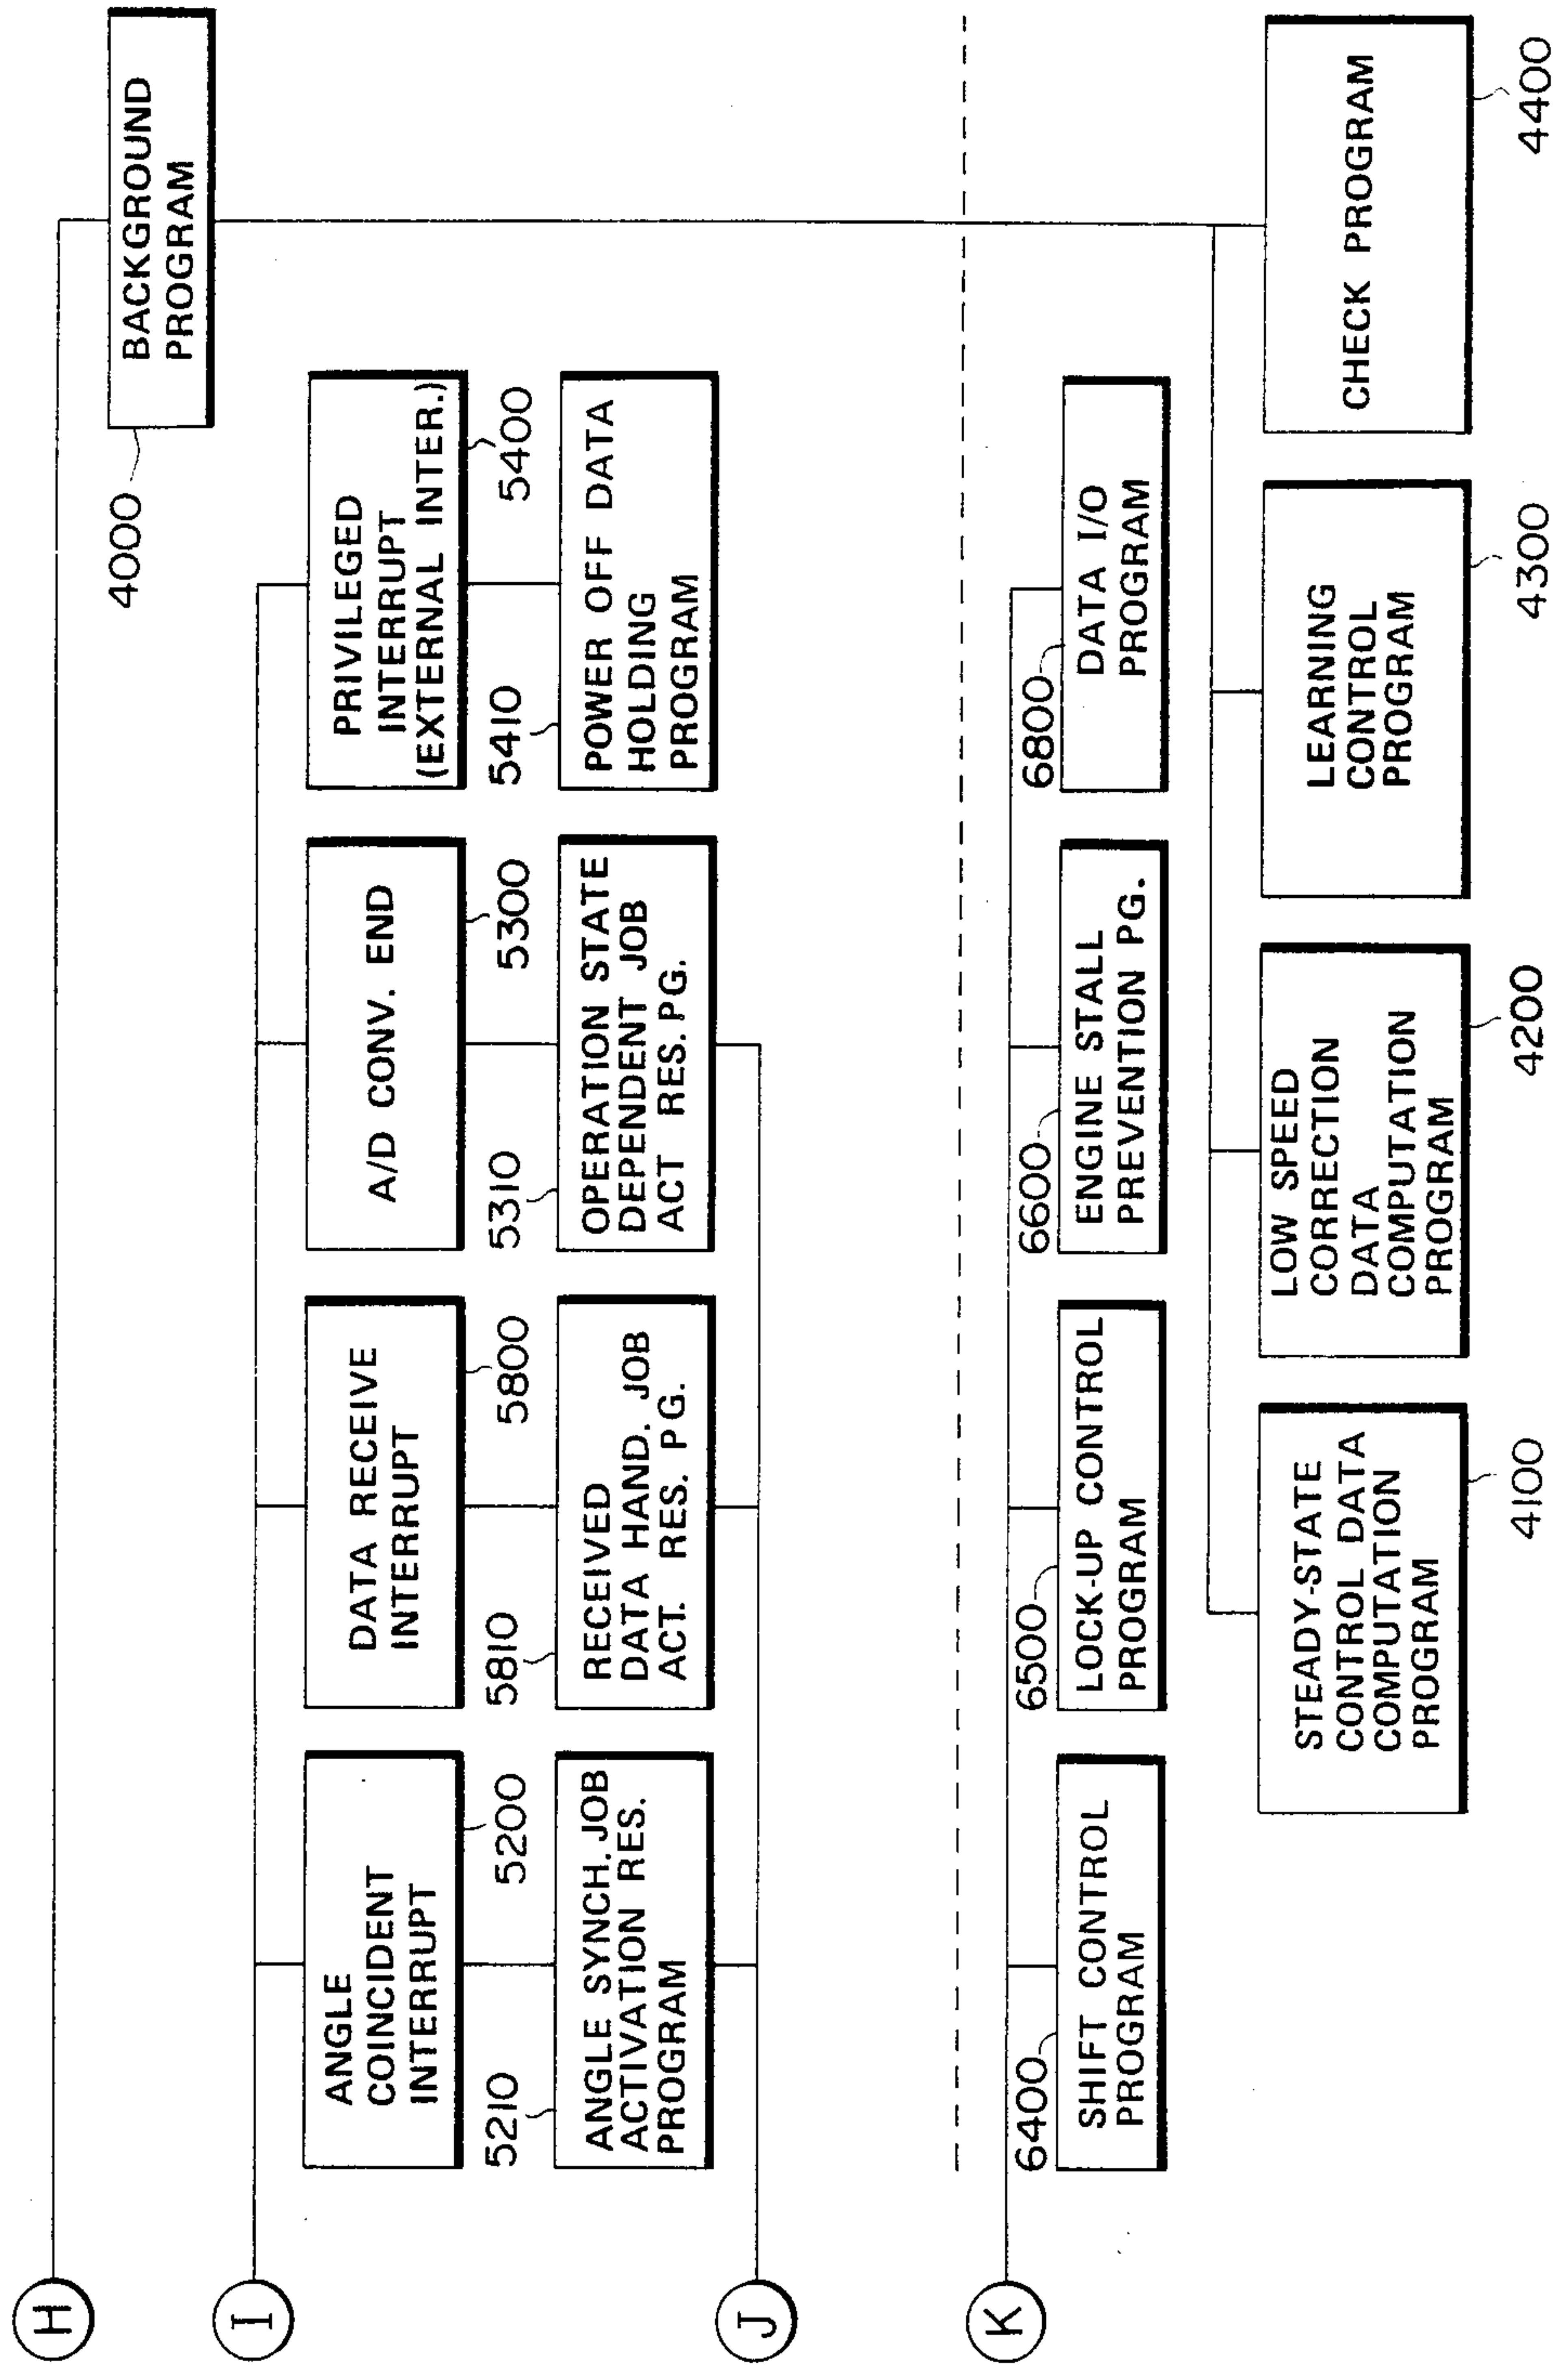 H
4000
BACKGROUND
PROGRAM
I
ANGLE
COINCIDENT
INTERRUPT
5200
DATA RECEIVE
INTERRUPT
5800
A/D CONV. END
5300
PRIVILEGED
INTERRUPT
(EXTERNAL INTER.)
5400
5210
ANGLE SYNCH. JOB
ACTIVATION RES.
PROGRAM
5810
RECEIVED
DATA HAND. JOB
ACT. RES. PG.
5310
OPERATION STATE
DEPENDENT JOB
ACT RES. PG.
5410
POWER OFF DATA
HOLDING
PROGRAM
J
K
6400
SHIFT CONTROL
PROGRAM
6500
LOCK-UP CONTROL
PROGRAM
6600
ENGINE STALL
PREVENTION PG.
6800
DATA I/O
PROGRAM
STEADY-STATE
CONTROL DATA
COMPUTATION
PROGRAM
4100
LOW SPEED
CORRECTION
DATA
COMPUTATION
PROGRAM
4200
LEARNING
CONTROL
PROGRAM
4300
CHECK PROGRAM
4400